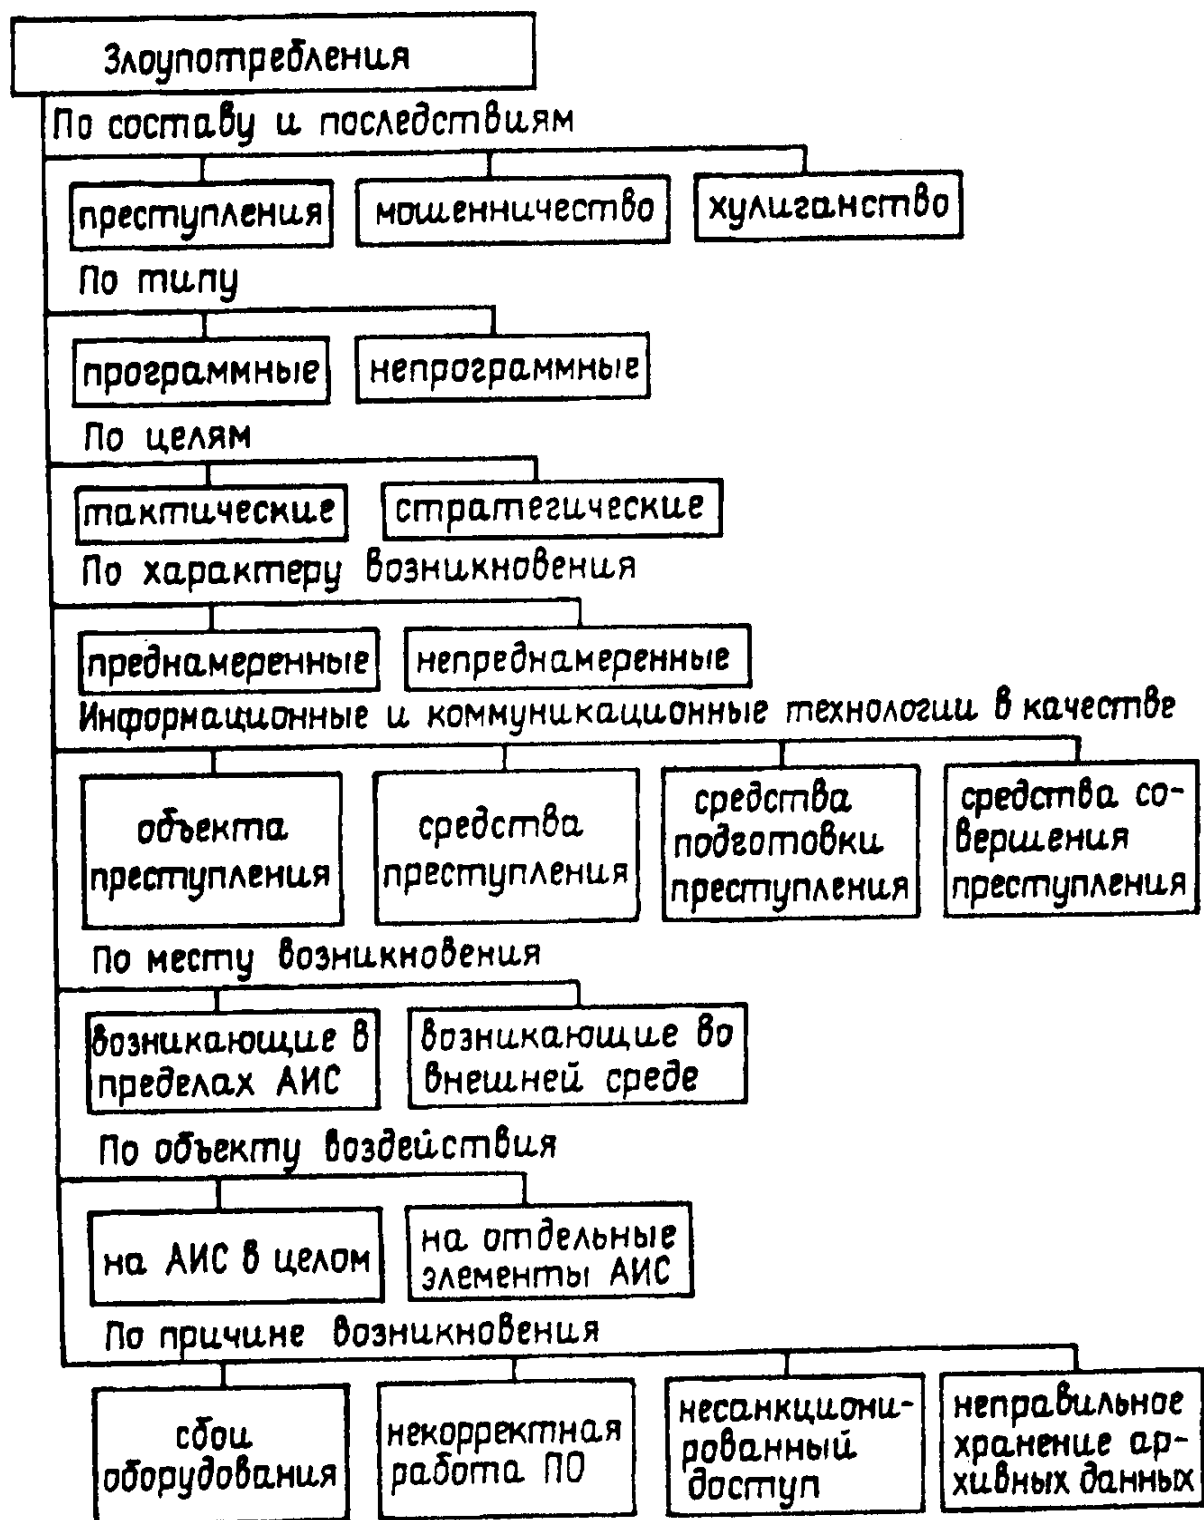 Злоупотребления
По составу и последствиям
преступления мошенничество хулиганство
По типу
программные непрограммные
По целям
тактические стратегические
По характеру возникновения
преднамеренные непреднамеренные
Информационные и коммуникационные технологии в качестве
объекта
преступления
средства
преступления
средства
подготовки
преступления
средства со-
вершения
преступления
По месту возникновения
возникающие в
пределах АИС
возникающие во
внешней среде
По объекту воздействия
на АИС в целом
на отдельные
элементы АИС
По причине возникновения
сбои
оборудования
некорректная
работа ПО
несанкциони-
рованный
доступ
неправильное
хранение ар-
хивных данных